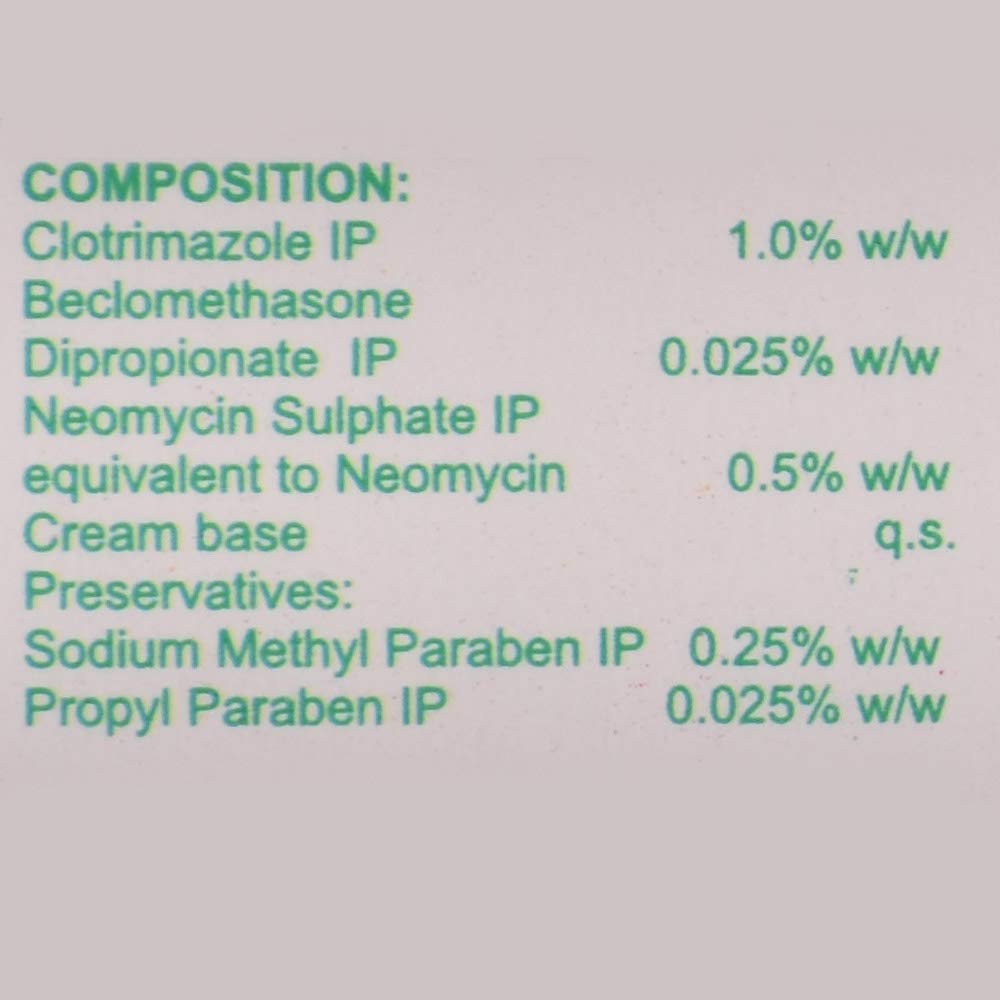 COMPOSITION:
Clotrimazole IP 1.0% w/w
Beclomethasone
Dipropionate IP 0.025% w/w
Neomycin Sulphate IP
equivalent to Neomycin 0.5% w/w
Cream base q.s.
Preservatives:
Sodium Methyl Paraben IP 0.25% w/w
Propyl Paraben IP 0.025% w/w